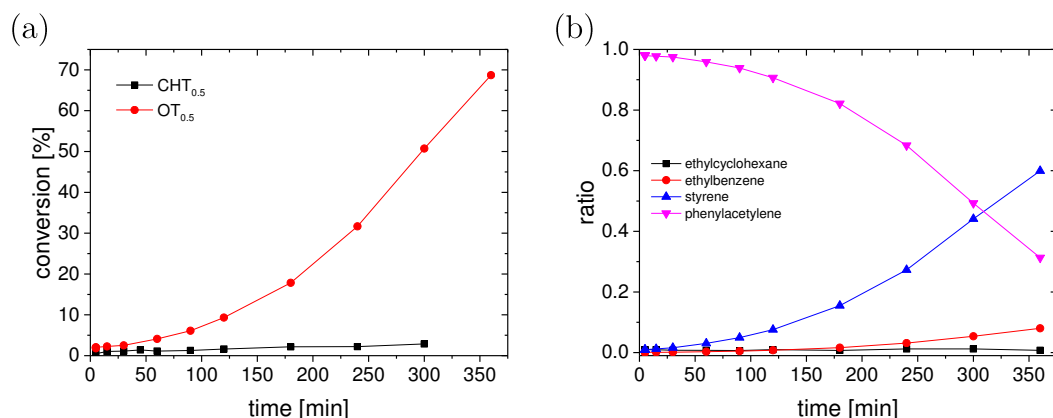 (a)
70
60
50
40
30
20
10
0
conversion [%]
CHT0.5
OT0.5
0 50 100 150 200 250 300 350
time [min]
(b)
1.0
0.8
0.6
0.4
0.2
0.0
ratio
ethylcyclohexane
ethylbenzene
styrene
phenylacetylene
0 50 100 150 200 250 300 350
time [min]